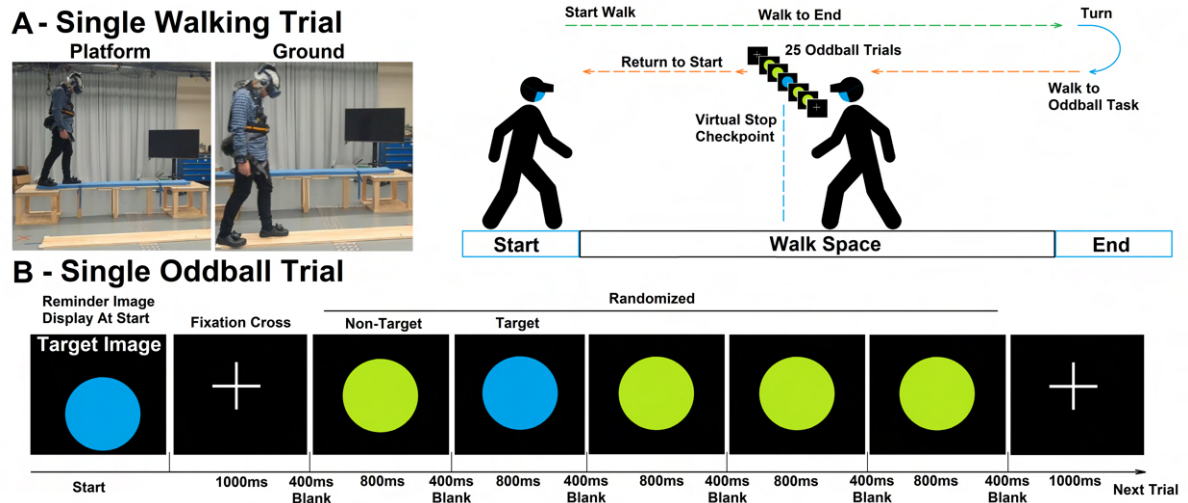 A - Single Walking Trial
Platform
Ground
Start Walk
Walk to End
Turn
25 Oddball Trials
Return to Start
Walk to
Oddball Task
Virtual Stop
Checkpoint
Start
Walk Space
End
B - Single Oddball Trial
Reminder Image
Display At Start
Randomized
Fixation Cross
Non-Target
Target
Target Image
Start
1000ms
400ms
Blank
800ms
400ms
Blank
800ms
400ms
Blank
800ms
400ms
Blank
800ms
400ms
Blank
800ms
400ms
Blank
1000ms
Next Trial